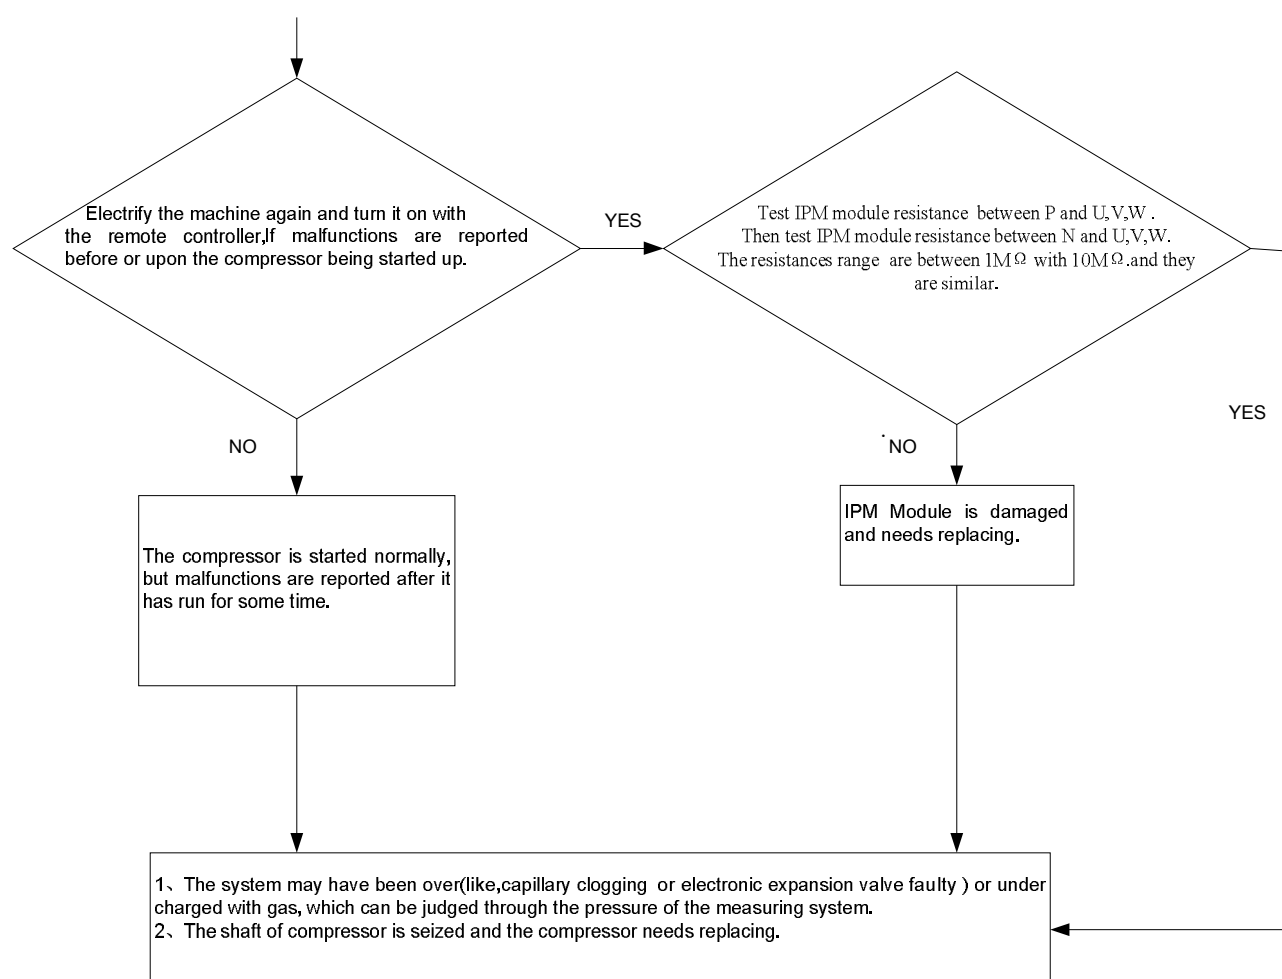 Electrify the machine again and turn it on with
the remote controller,If malfunctions are reported
before or upon the compressor being started up.
YES
Test IPM module resistance between P and U,V,W .
Then test IPM module resistance between N and U,V,W.
The resistances range are between 1MΩ with 10MΩ.and they
are similar.
YES
NO
NO
IPM Module is damaged
and needs replacing.
The compressor is started normally,
but malfunctions are reported after it
has run for some time.
1、The system may have been over(like,capillary clogging or electronic expansion valve faulty ) or under
charged with gas, which can be judged through the pressure of the measuring system.
2、The shaft of compressor is seized and the compressor needs replacing.